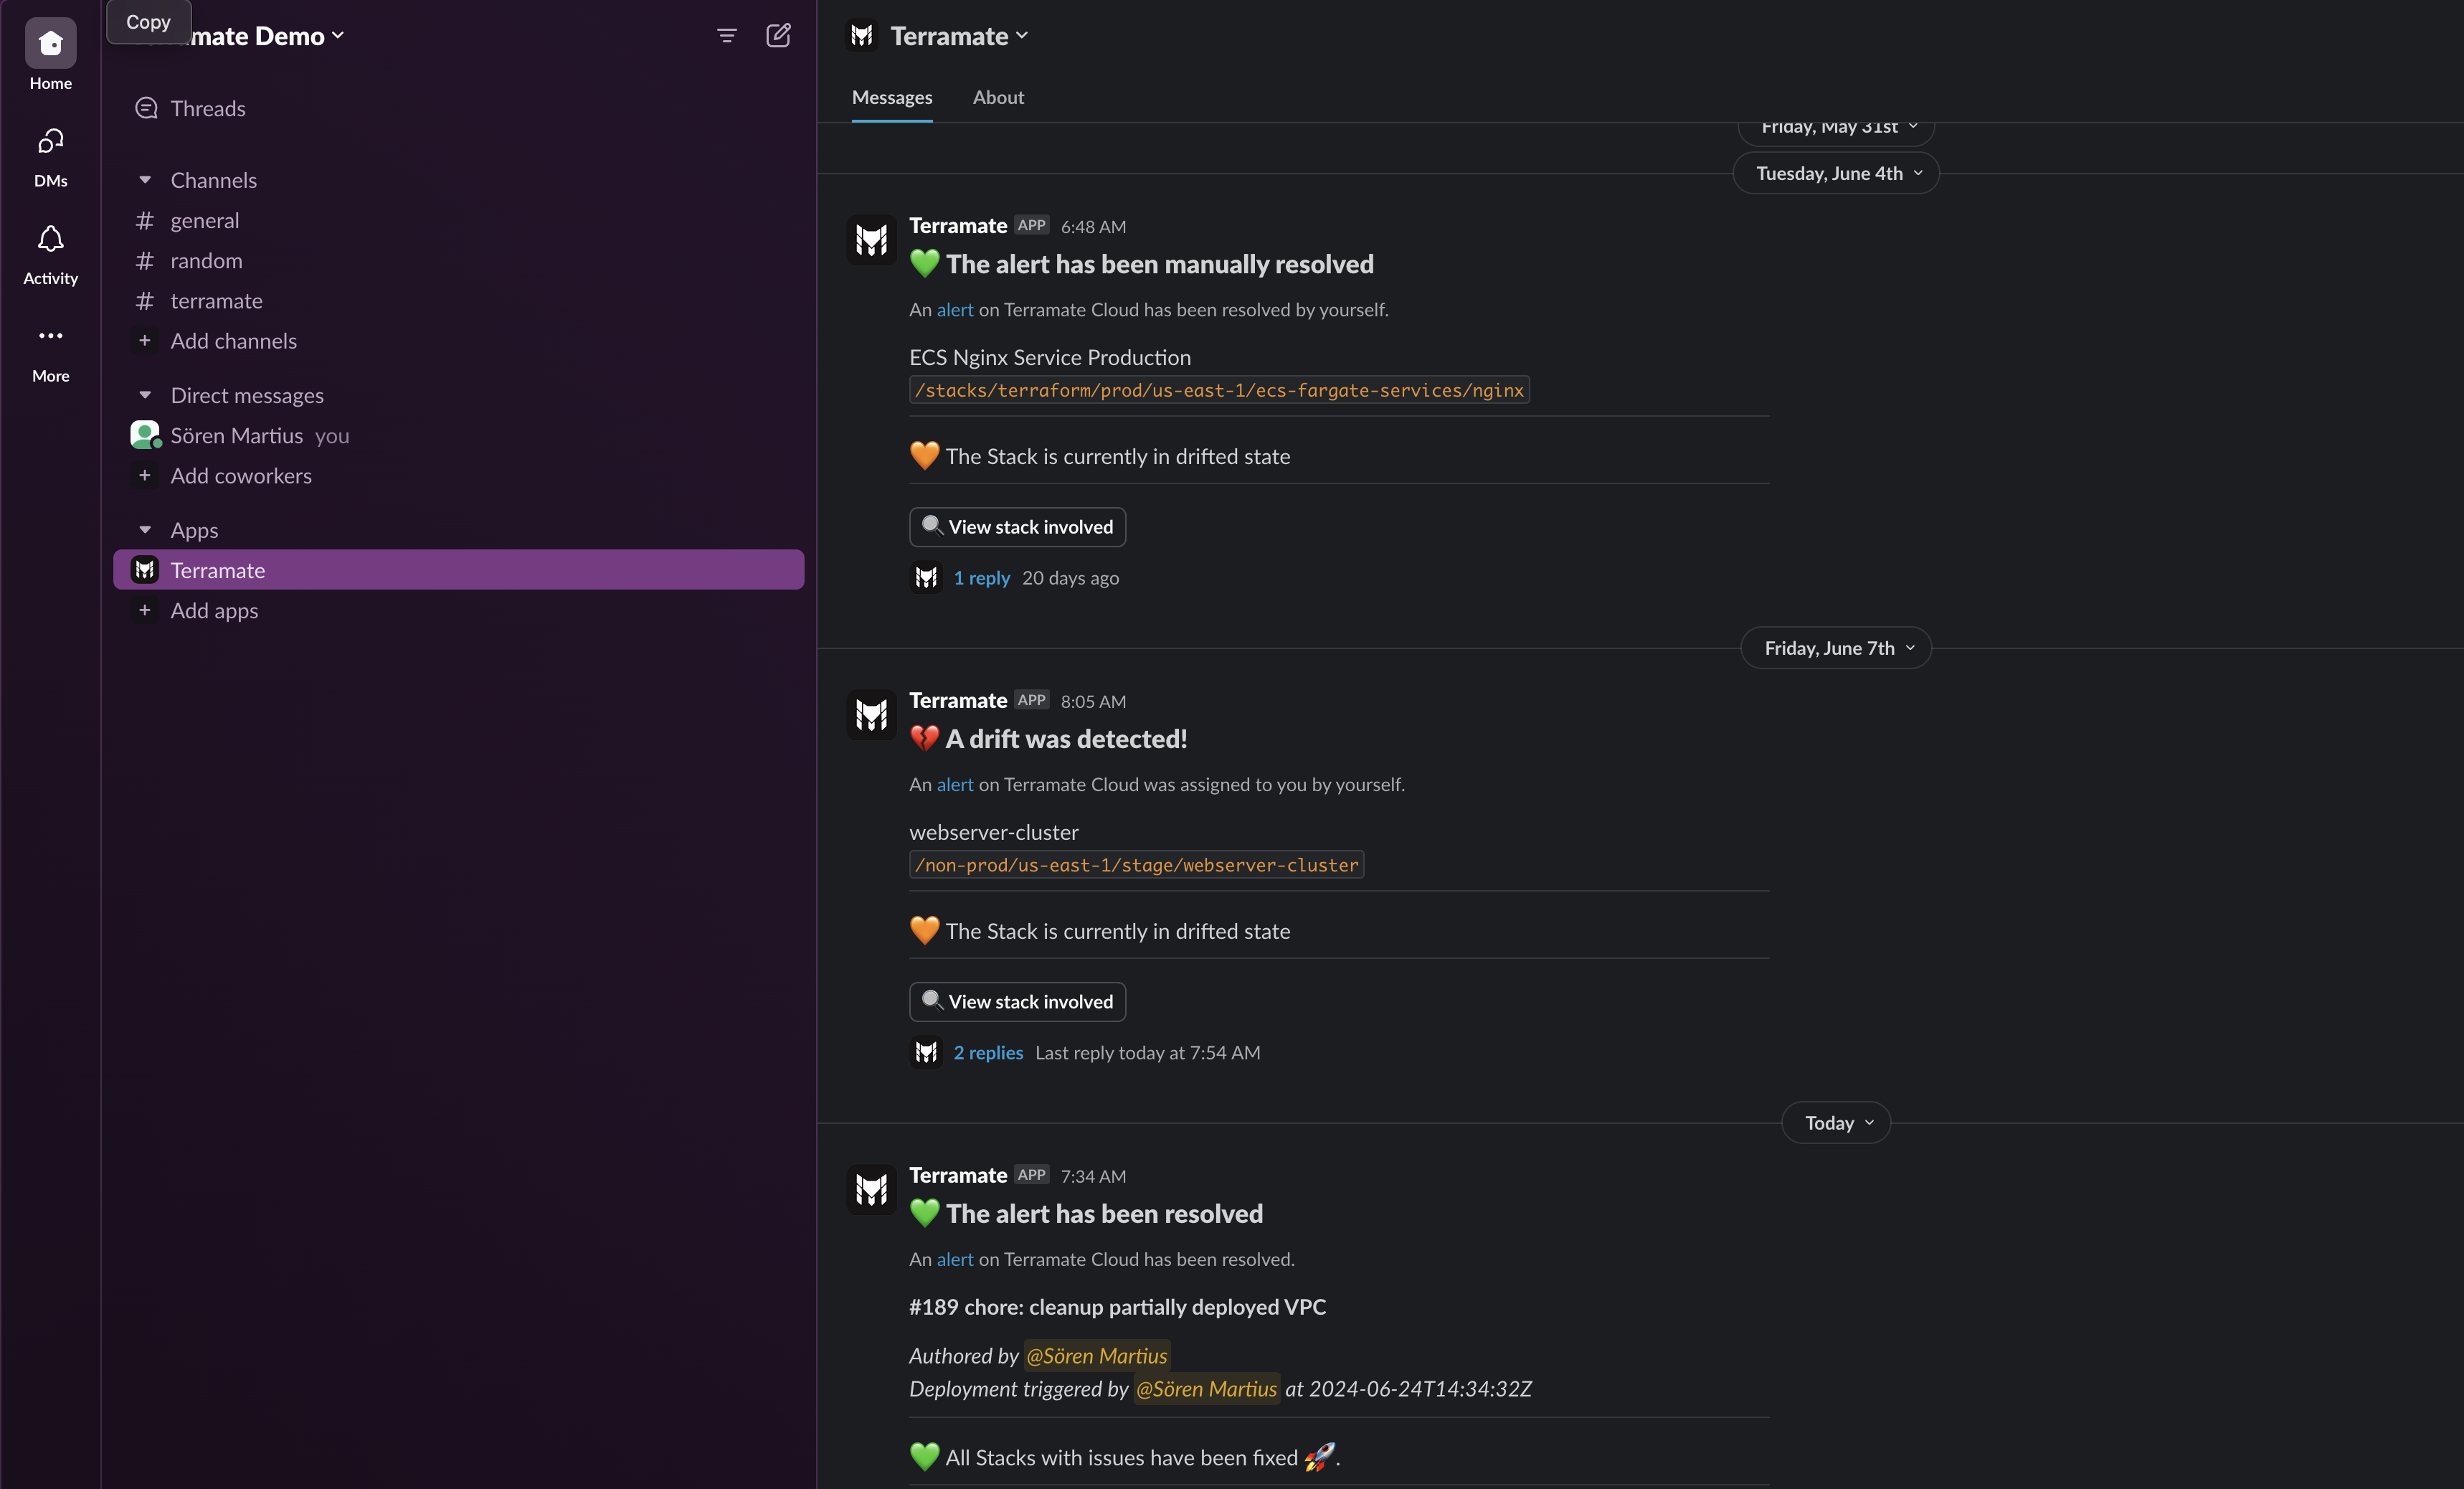 Copy
mate Demo
Home
DMs
Activity
More
Threads
Channels
# general
# random
# terramate
+ Add channels
Direct messages
Sören Martius you
+ Add coworkers
Apps
Terramate
+ Add apps
Terramate
Messages About
Friday, May 31st
Tuesday, June 4th
Terramate APP 6:48 AM
💚 The alert has been manually resolved
An alert on Terramate Cloud has been resolved by yourself.
ECS Nginx Service Production
/stacks/terraform/prod/us-east-1/ecs-fargate-services/nginx
🧡 The Stack is currently in drifted state
🔍 View stack involved
1 reply 20 days ago
Friday, June 7th
Terramate APP 8:05 AM
💔 A drift was detected!
An alert on Terramate Cloud was assigned to you by yourself.
webserver-cluster
/non-prod/us-east-1/stage/webserver-cluster
🧡 The Stack is currently in drifted state
🔍 View stack involved
2 replies Last reply today at 7:54 AM
Today
Terramate APP 7:34 AM
💚 The alert has been resolved
An alert on Terramate Cloud has been resolved.
#189 chore: cleanup partially deployed VPC
Authored by @Sören Martius
Deployment triggered by @Sören Martius at 2024-06-24T14:34:32Z
💚 All Stacks with issues have been fixed 🚀.